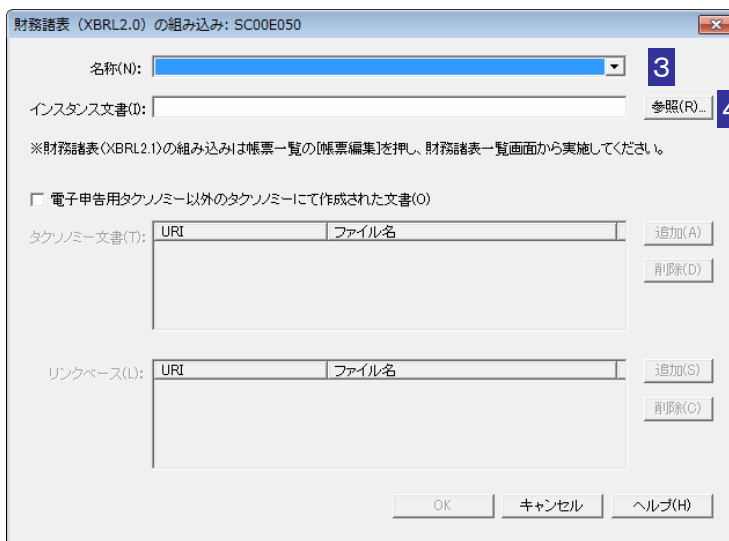 財務諸表（XBRL2.0）の組み込み: SC00E050
名称(N):
3
インスタンス文書(I):
参照(R)...
4
※財務諸表(XBRL2.1)の組み込みは帳票一覧の[帳票編集]を押し、財務諸表一覧画面から実施してください。
電子申告用タクソノミー以外のタクソノミーにて作成された文書(O)
タクソノミー文書(T):
URI
ファイル名
追加(A)
削除(D)
リンクベース(L):
URI
ファイル名
追加(S)
削除(C)
OK
キャンセル
ヘルプ(H)